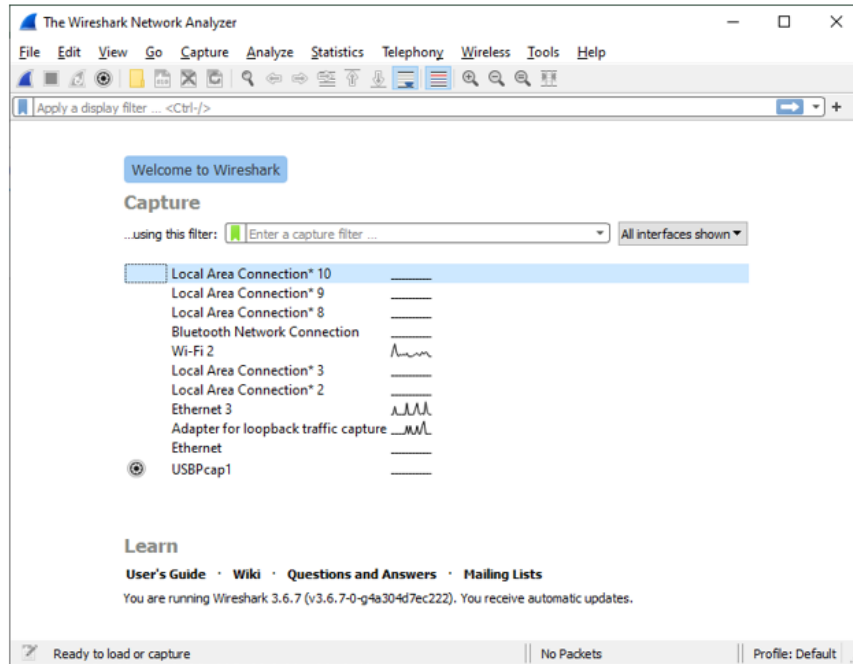 The Wireshark Network Analyzer
File Edit View Go Capture Analyze Statistics Telephony Wireless Tools Help
Apply a display filter ... <Ctrl-/>
Welcome to Wireshark
Capture
...using this filter: Enter a capture filter ... All interfaces shown
Local Area Connection* 10
Local Area Connection* 9
Local Area Connection* 8
Bluetooth Network Connection
Wi-Fi 2
Local Area Connection* 3
Local Area Connection* 2
Ethernet 3
Adapter for loopback traffic capture
Ethernet
USBPcap1
Learn
User's Guide · Wiki · Questions and Answers · Mailing Lists
You are running Wireshark 3.6.7 (v3.6.7-0-g4a304d7ec222). You receive automatic updates.
Ready to load or capture No Packets Profile: Default